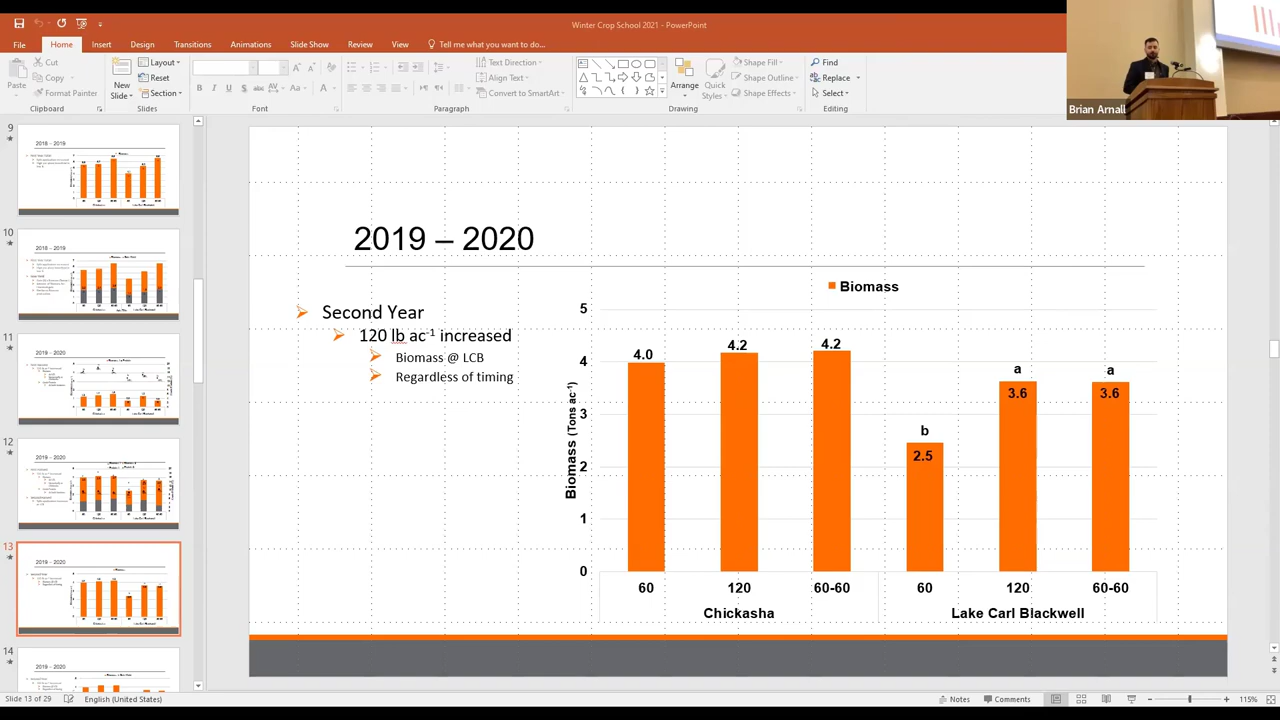 Winter Crop School 2021 - PowerPoint
File Home Insert Design Transitions Animations Slide Show Review View Tell me what you want to do...
Cut
Copy
Format Painter
Paste
Clipboard
New
Slide
Layout
Reset
Section
Slides
Font
Text Direction
Align Text
Convert to SmartArt
Paragraph
Arrange
Quick
Styles
Shape Fill
Shape Outline
Shape Effects
Drawing
Find
Replace
Select
Editing
Brian Arnall
9
2018 – 2019
10
2018 – 2019
11
2019 – 2020
12
2019 – 2020
13
2019 – 2020
14
2019 – 2020
2019 – 2020
Second Year
120 lb ac-1 increased
Biomass @ LCB
Regardless of timing
Biomass
Biomass (Tons ac-1)
5
4
3
2
1
0
4.0 4.2 4.2
b a a
2.5 3.6 3.6
60 120 60-60 60 120 60-60
Chickasha Lake Carl Blackwell
Slide 13 of 29 English (United States) Notes Comments 115%